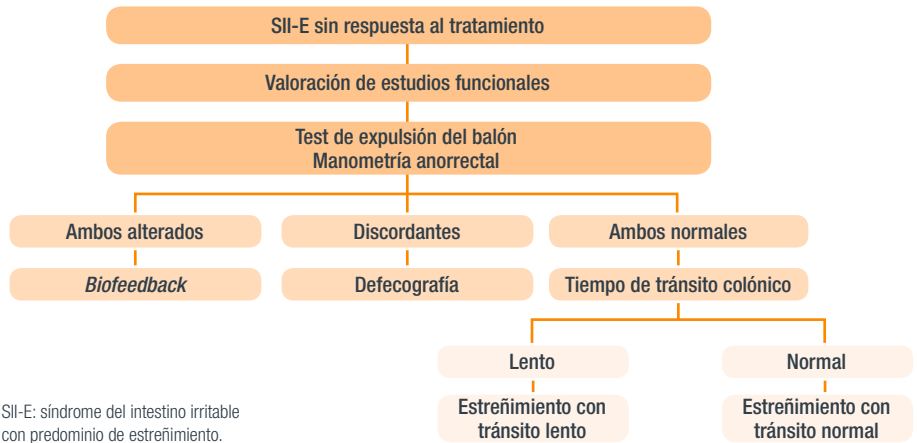 SII-E sin respuesta al tratamiento
Valoración de estudios funcionales
Test de expulsión del balón
Manometría anorrectal
Ambos alterados
Discordantes
Ambos normales
Biofeedback
Defecografía
Tiempo de tránsito colónico
Lento
Normal
Estreñimiento con
tránsito lento
Estreñimiento con
tránsito normal
SII-E: síndrome del intestino irritable
con predominio de estreñimiento.